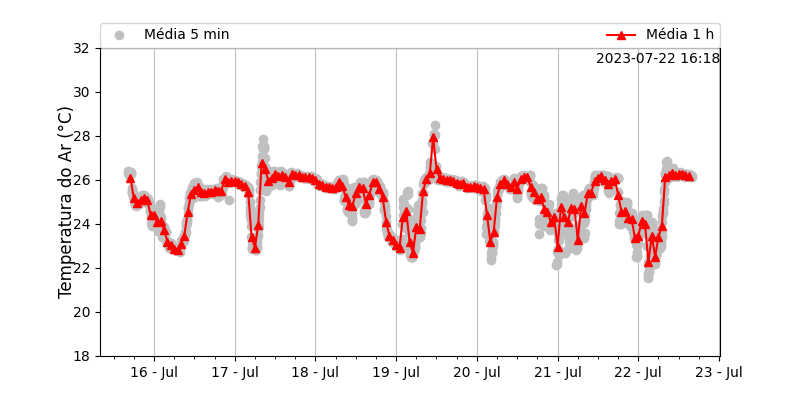 Média 5 min
Média 1 h
2023-07-22 16:18
Temperatura do Ar (°C)
32
30
28
26
24
22
20
18
16 - Jul
17 - Jul
18 - Jul
19 - Jul
20 - Jul
21 - Jul
22 - Jul
23 - Jul